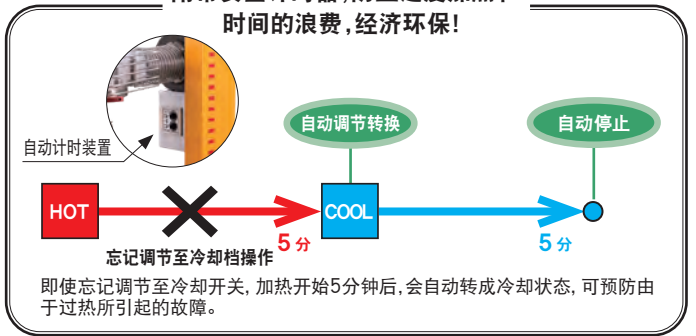 时间的浪费,经济环保!
自动计时装置
自动调节转换
自动停止
HOT
COOL
5分
5分
忘记调节至冷却档操作
即使忘记调节至冷却开关, 加热开始5分钟后, 会自动转成冷却状态, 可预防由
于过热所引起的故障。